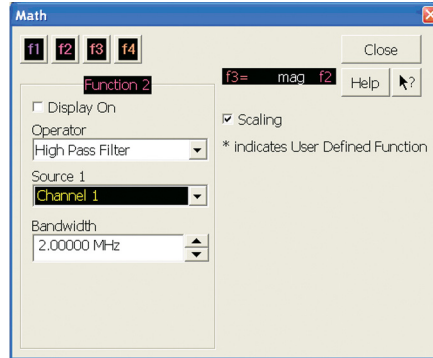 Math
f1 f2 f3 f4
Close
f3= mag f2
Help ?
Function 2
Display On
Operator
High Pass Filter
Scaling
* indicates User Defined Function
Source 1
Channel 1
Bandwidth
2.00000 MHz